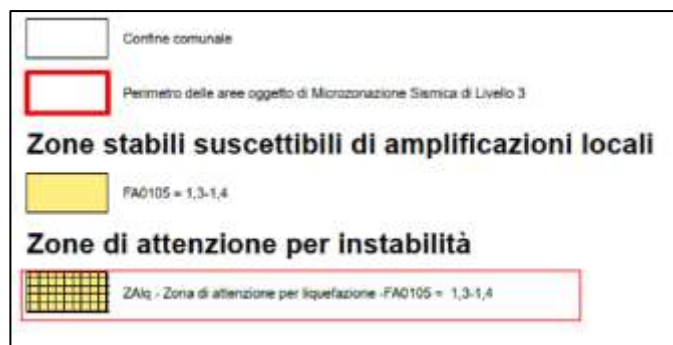 Confine comunale
Perimetro delle aree oggetto di Microzonazione Sismica di Livello 3
Zone stabili suscettibili di amplificazioni locali
FA0105 = 1,3-1,4
Zone di attenzione per instabilità
ZAlq - Zona di attenzione per liquefazione -FA0105 = 1,3-1,4